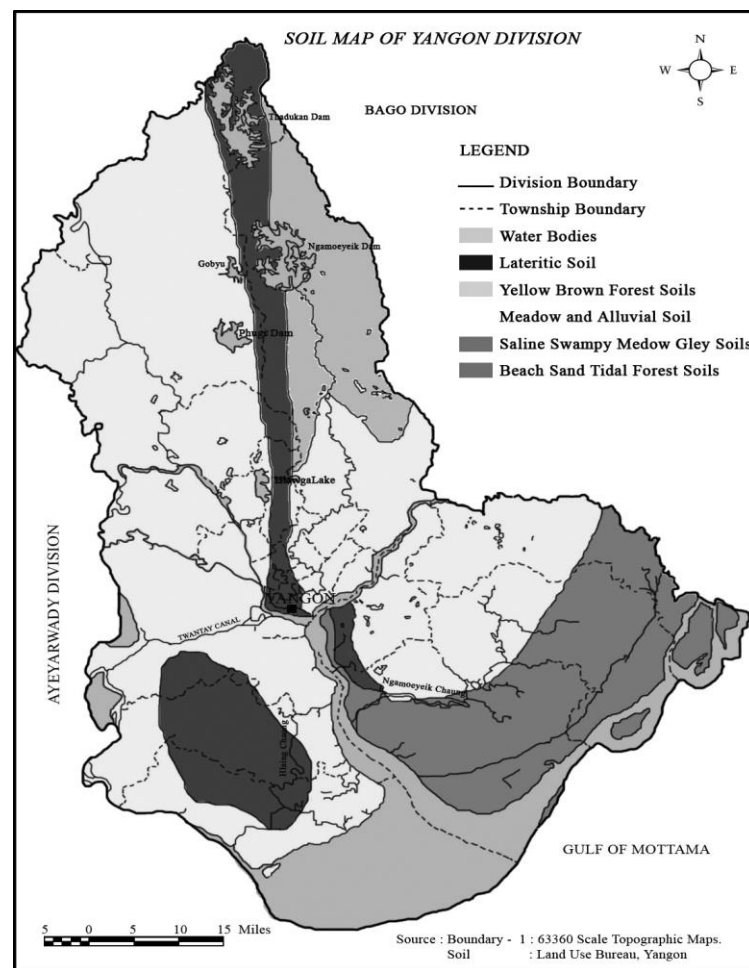 SOIL MAP OF YANGON DIVISION
N
W E
S
BAGO DIVISION
Thadukan Dam
LEGEND
Division Boundary
Township Boundary
Water Bodies
Lateritic Soil
Yellow Brown Forest Soils
Meadow and Alluvial Soil
Saline Swampy Medow Gley Soils
Beach Sand Tidal Forest Soils
Ngamoeyeik Dam
Gobyu
Phugi Dam
Lake
YANGON
AYEYARWADY DIVISION
TWANTAY CANAL
Ngamoeyeik Chaung
Hlaing Chaung
GULF OF MOTTAMA
5 0 5 10 15 Miles
Source : Boundary - 1 : 63360 Scale Topographic Maps.
Soil : Land Use Bureau, Yangon